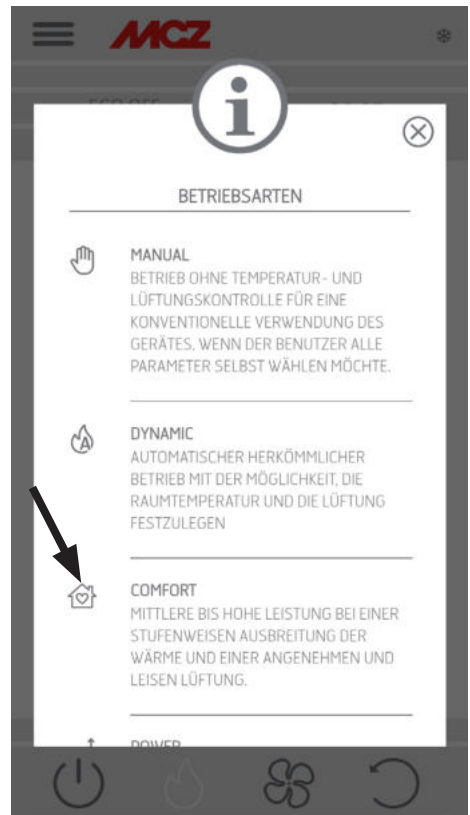 MCZ
BETRIEBSARTEN
MANUAL
BETRIEB OHNE TEMPERATUR- UND
LÜFTUNGSKONTROLLE FÜR EINE
KONVENTIONELLE VERWENDUNG DES
GERÄTES, WENN DER BENUTZER ALLE
PARAMETER SELBST WÄHLEN MÖCHTE.
DYNAMIC
AUTOMATISCHER HERKÖMMLICHER
BETRIEB MIT DER MÖGLICHKEIT, DIE
RAUMTEMPERATUR UND DIE LÜFTUNG
FESTZULEGEN
COMFORT
MITTLERE BIS HOHE LEISTUNG BEI EINER
STUFENWEISEN AUSBREITUNG DER
WÄRME UND EINER ANGENEHMEN UND
LEISEN LÜFTUNG.
POWER